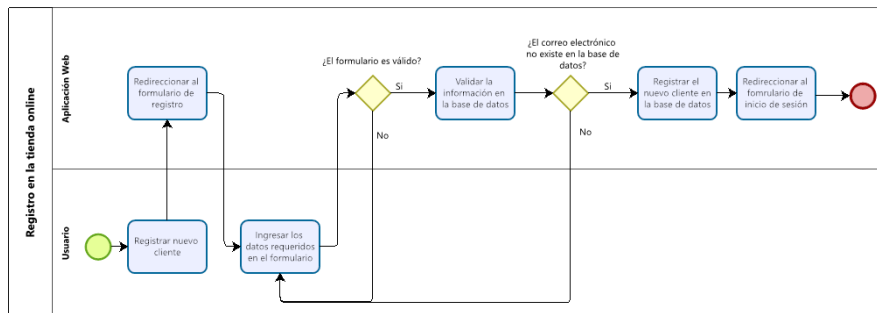 Registro en la tienda online
Aplicación Web
Redireccionar al
formulario de
registro
¿El formulario es válido?
Si
No
Validar la
información en
la base de datos
¿El correo electrónico
no existe en la base de
datos?
Si
No
Registrar el
nuevo cliente en
la base de datos
Redireccionar al
fomrulario de
inicio de sesión
Usuario
Registrar nuevo
cliente
Ingresar los
datos requeridos
en el formulario